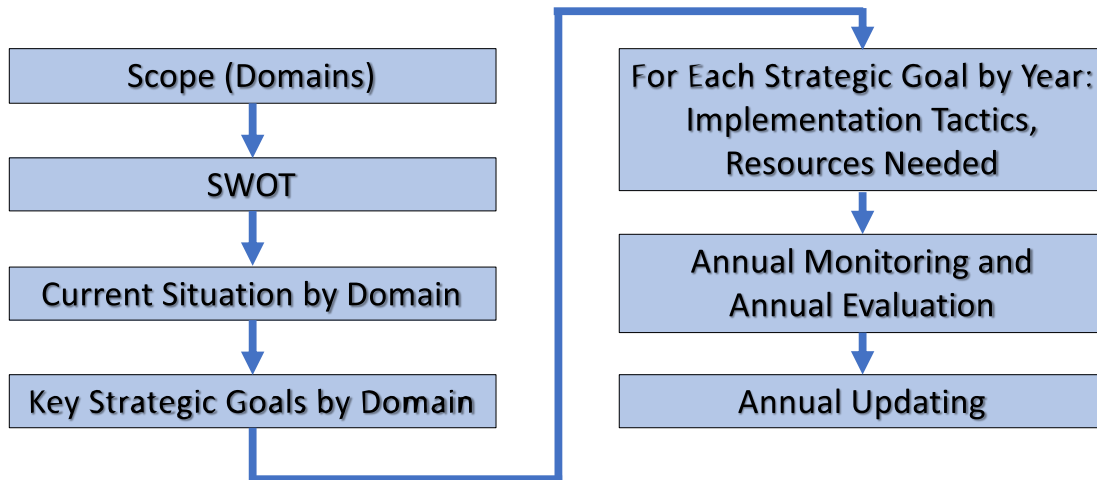 Scope (Domains)
SWOT
Current Situation by Domain
Key Strategic Goals by Domain
For Each Strategic Goal by Year:
Implementation Tactics,
Resources Needed
Annual Monitoring and
Annual Evaluation
Annual Updating